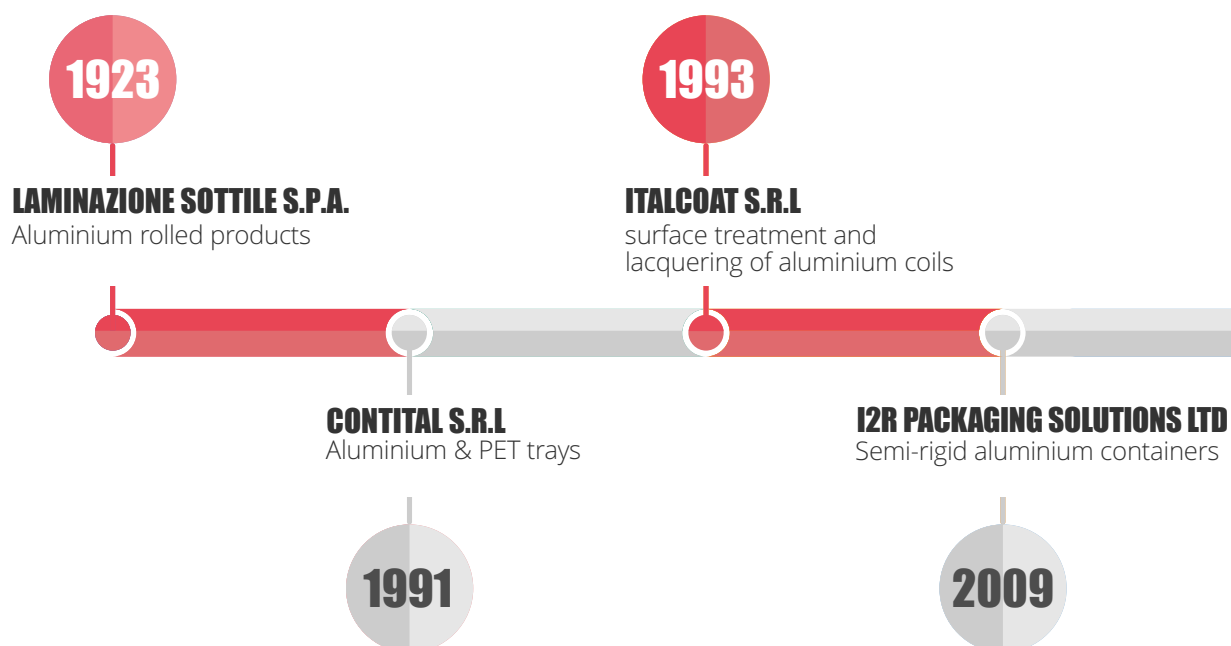 1923
LAMINAZIONE SOTTILE S.P.A.
Aluminium rolled products
1993
ITALCOAT S.R.L
surface treatment and
lacquering of aluminium coils
CONTITAL S.R.L
Aluminium & PET trays
1991
I2R PACKAGING SOLUTIONS LTD
Semi-rigid aluminium containers
2009